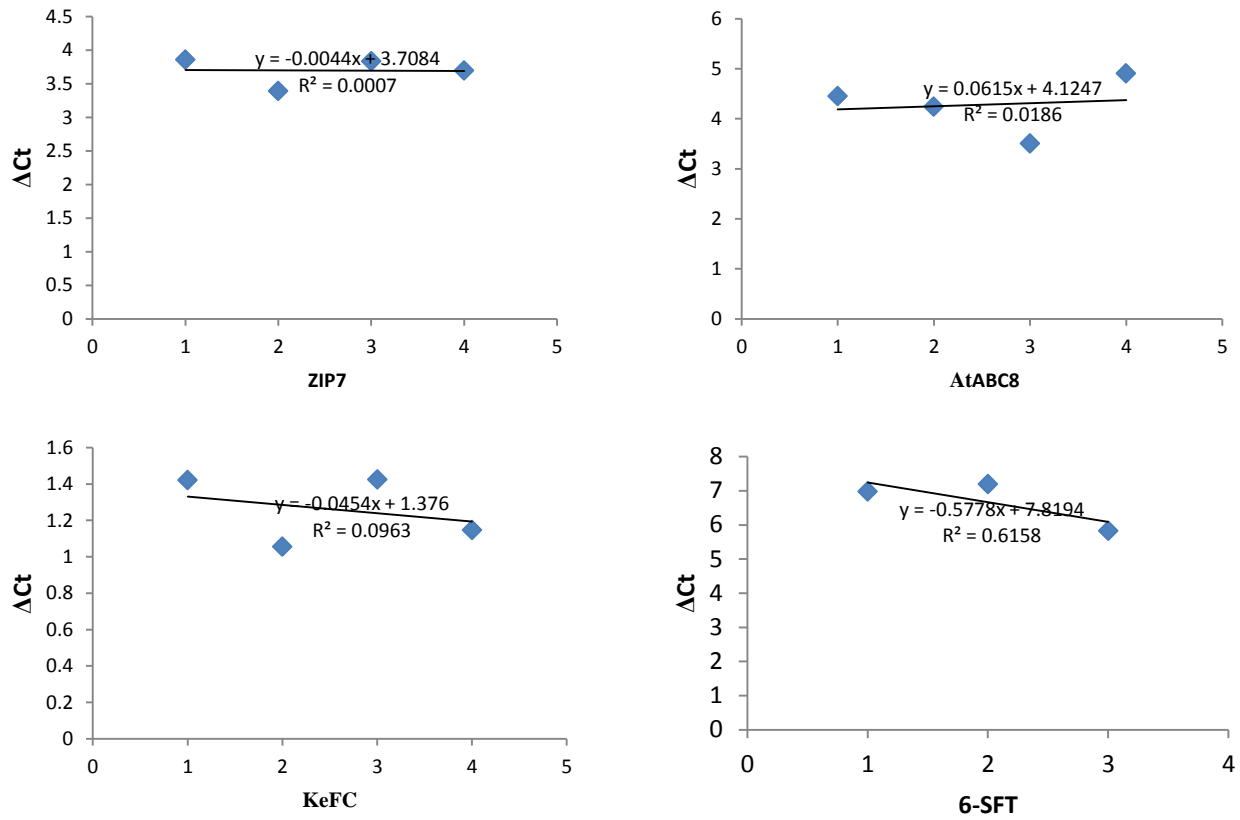 4.5
4
3.5
3
2.5
2
1.5
1
0.5
0
ΔCt
y = -0.0044x + 3.7084
R² = 0.0007
0 1 2 3 4 5
ZIP7
6
5
4
3
2
1
0
ΔCt
y = 0.0615x + 4.1247
R² = 0.0186
0 1 2 3 4 5
AtABC8
1.6
1.4
1.2
1
0.8
0.6
0.4
0.2
0
ΔCt
y = -0.0454x + 1.376
R² = 0.0963
0 1 2 3 4 5
KeFC
8
7
6
5
4
3
2
1
0
ΔCt
y = -0.5778x + 7.8194
R² = 0.6158
0 1 2 3 4
6-SFT